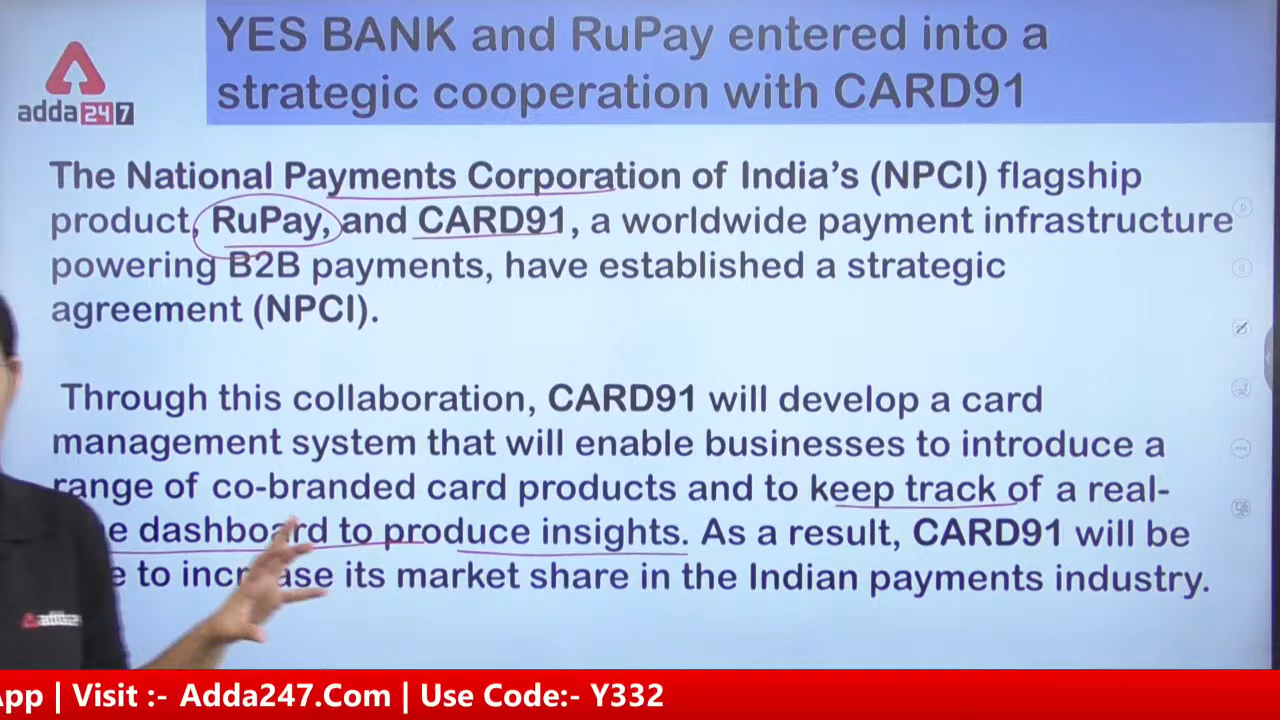 YES BANK and RuPay entered into a
strategic cooperation with CARD91
adda247
The National Payments Corporation of India's (NPCI) flagship
product, RuPay, and CARD91, a worldwide payment infrastructure
powering B2B payments, have established a strategic
agreement (NPCI).
Through this collaboration, CARD91 will develop a card
management system that will enable businesses to introduce a
range of co-branded card products and to keep track of a real-
e dashboard to produce insights. As a result, CARD91 will be
e to increase its market share in the Indian payments industry.
App | Visit :- Adda247.Com | Use Code:- Y332